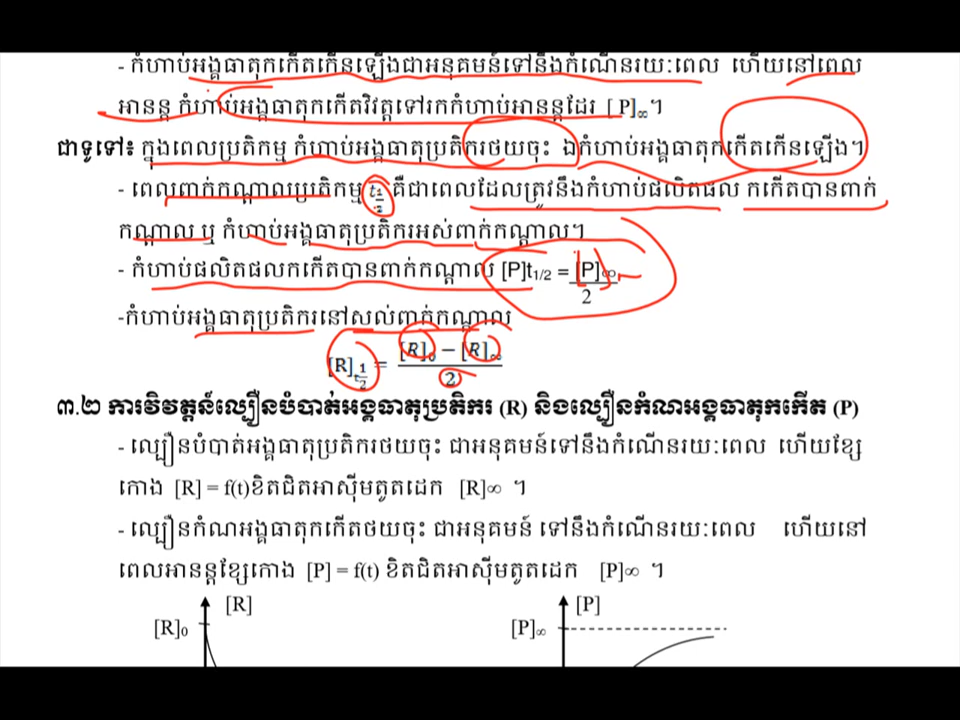 - កំហាប់អង្គធាតុកកើតកើនឡើងជាអនុគមន៍ទៅនឹងកំណើនរយៈពេល ហើយនៅពេល
អានន្ត កំហាប់អង្គធាតុកកើតវិវត្តទៅរកកំហាប់អានន្តដែរ [ P]∞។
ជាទូទៅ៖ ក្នុងពេលប្រតិកម្ម កំហាប់អង្គធាតុប្រតិករថយចុះ ឯកំហាប់អង្គធាតុកកើតកើនឡើង។
- ពេលពាក់កណ្តាលប្រតិកម្ម t½ គឺជាពេលដែលត្រូវនឹងកំហាប់ផលិតផល កកើតបានពាក់
កណ្តាល ឬ កំហាប់អង្គធាតុប្រតិករអស់ពាក់កណ្តាល។
- កំហាប់ផលិតផលកកើតបានពាក់កណ្តាល [P]t1/2 = [P]∞/2
-កំហាប់អង្គធាតុប្រតិករនៅសល់ពាក់កណ្តាល
[R]t½ = ([R]0 − [R]∞)/2
៣.២ ការវិវត្តន៍ល្បឿនបំបាត់អង្គធាតុប្រតិករ (R) និងល្បឿនកំណអង្គធាតុកកើត (P)
- ល្បឿនបំបាត់អង្គធាតុប្រតិករថយចុះ ជាអនុគមន៍ទៅនឹងកំណើនរយៈពេល ហើយខ្សែ
កោង [R] = f(t)ខិតជិតអាស៊ីមតូតដេក [R]∞ ។
- ល្បឿនកំណអង្គធាតុកកើតថយចុះ ជាអនុគមន៍ ទៅនឹងកំណើនរយៈពេល ហើយនៅ
ពេលអានន្តខ្សែកោង [P] = f(t) ខិតជិតអាស៊ីមតូតដេក [P]∞ ។
[R] [P]
[R]0 [P]∞